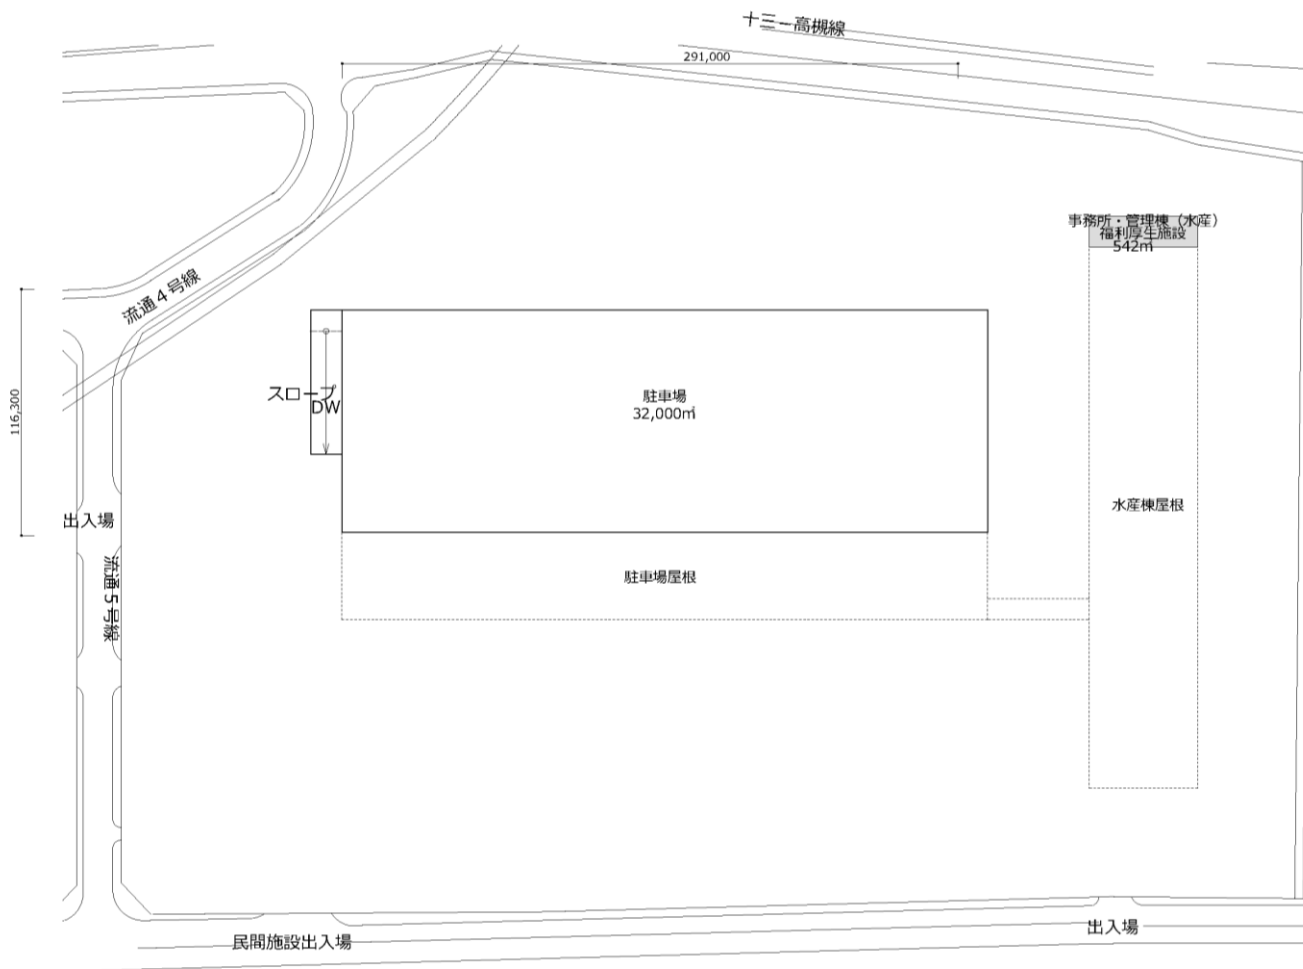 十三ー高槻線
291,000
事務所・管理棟（水産）
福利厚生施設
542㎡
流通４号線
116,300
スロープ
DW
駐車場
32,000㎡
水産棟屋根
出入場
流通５号線
駐車場屋根
民間施設出入場
出入場